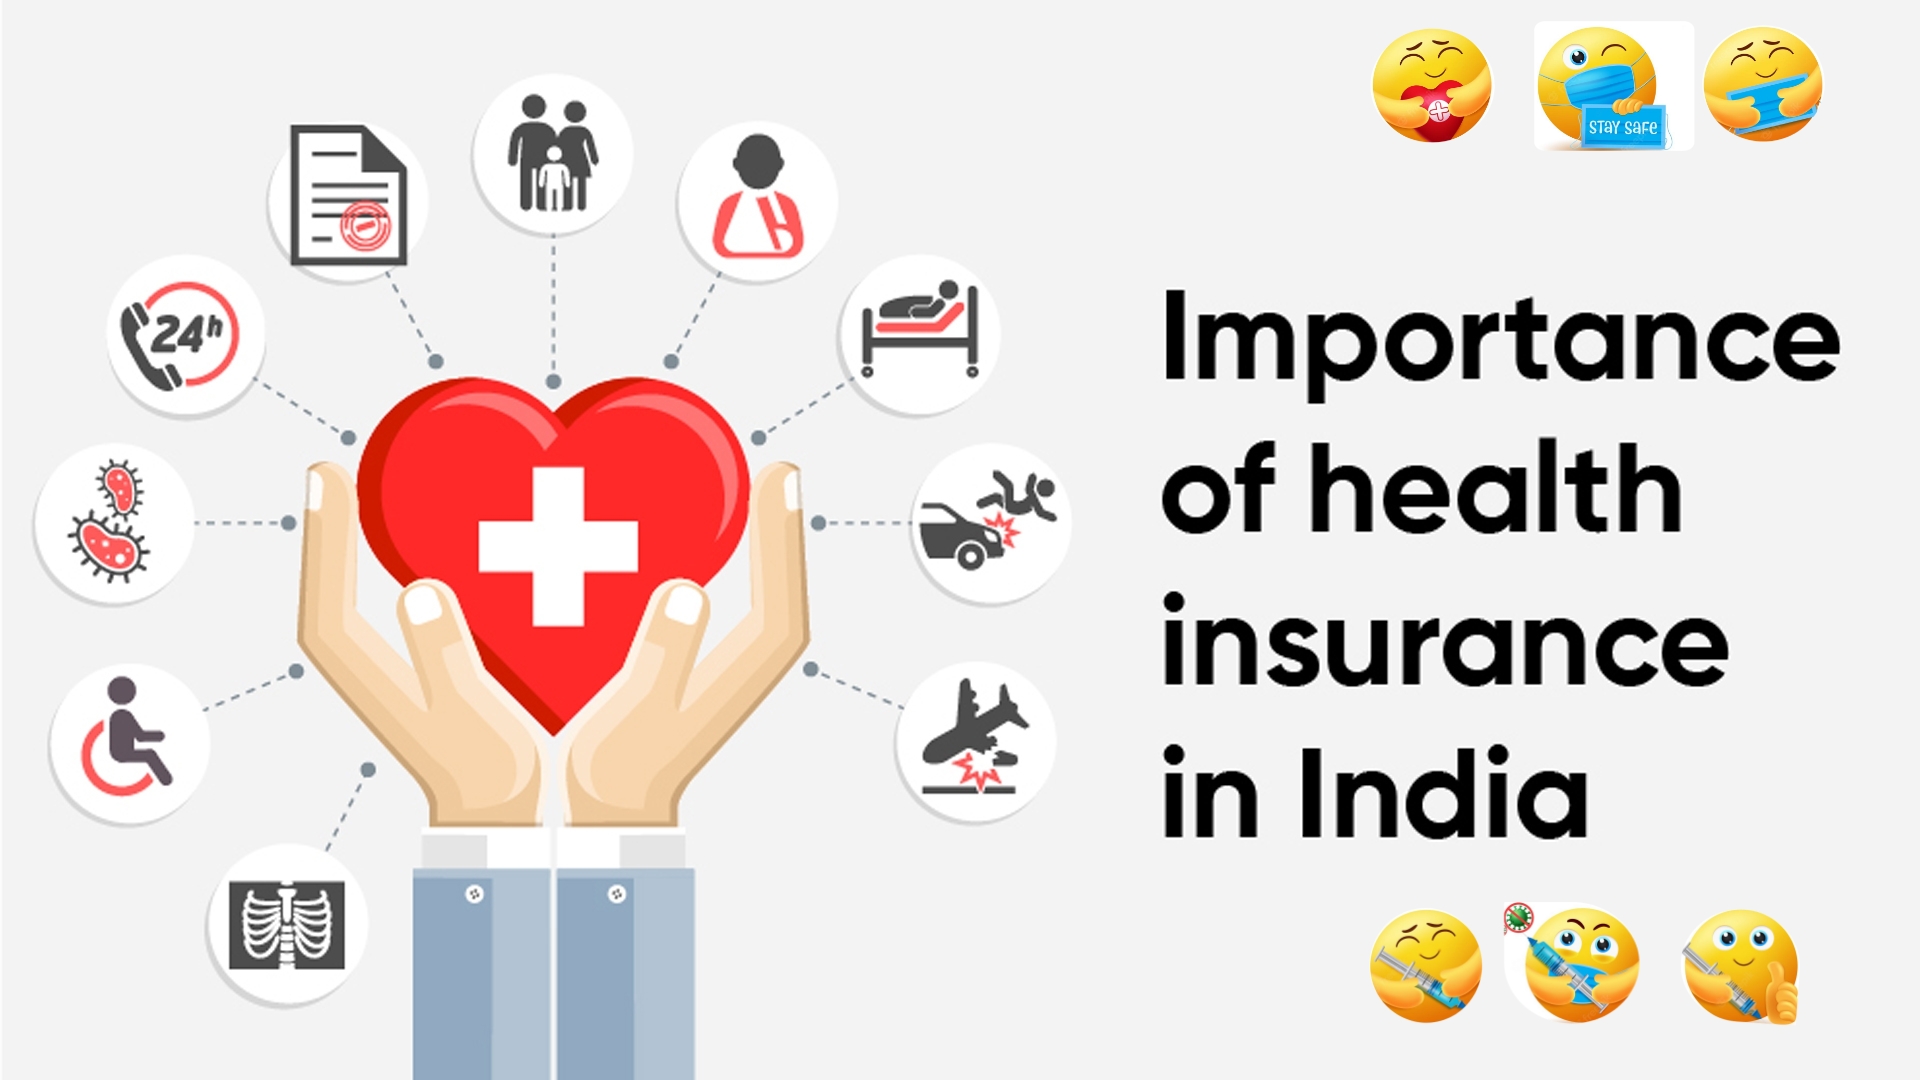 STAY SAFE
24h
Importance
of health
insurance
in India